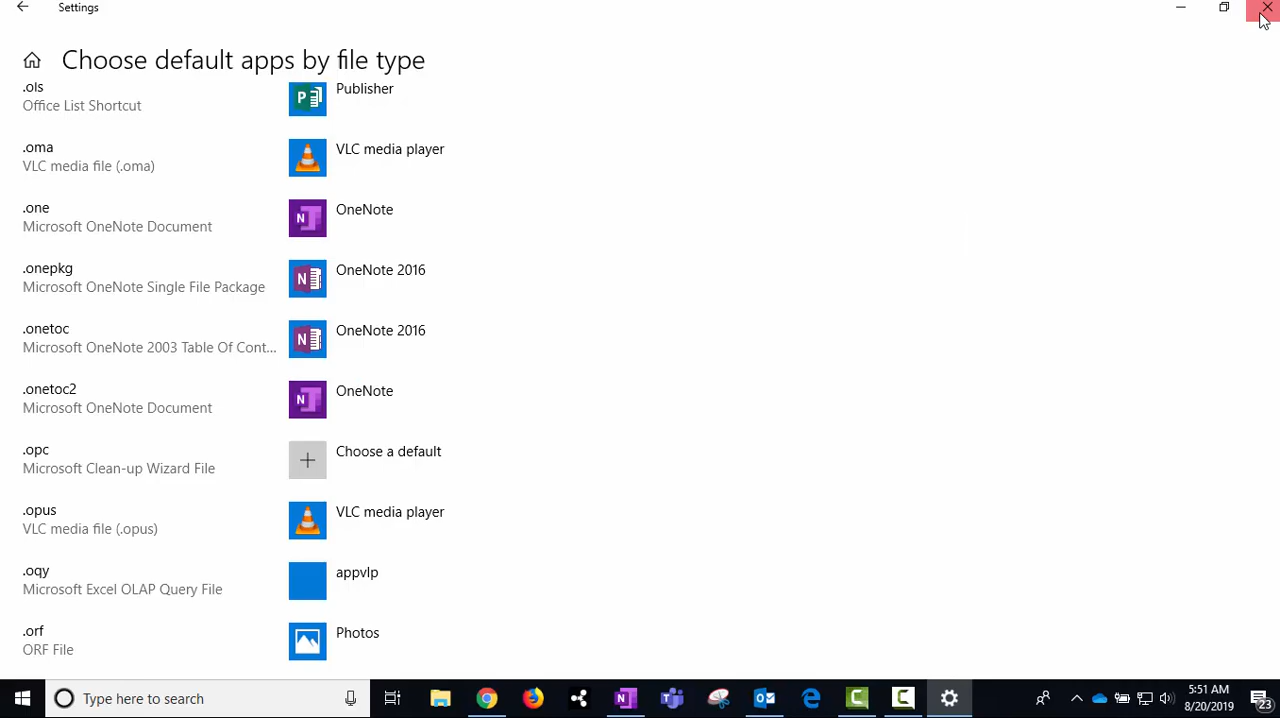 Settings
Choose default apps by file type
.ols
Office List Shortcut
Publisher
.oma
VLC media file (.oma)
VLC media player
.one
Microsoft OneNote Document
OneNote
.onepkg
Microsoft OneNote Single File Package
OneNote 2016
.onetoc
Microsoft OneNote 2003 Table Of Cont...
OneNote 2016
.onetoc2
Microsoft OneNote Document
OneNote
.opc
Microsoft Clean-up Wizard File
Choose a default
.opus
VLC media file (.opus)
VLC media player
.oqy
Microsoft Excel OLAP Query File
appvlp
.orf
ORF File
Photos
Type here to search
5:51 AM
8/20/2019
23